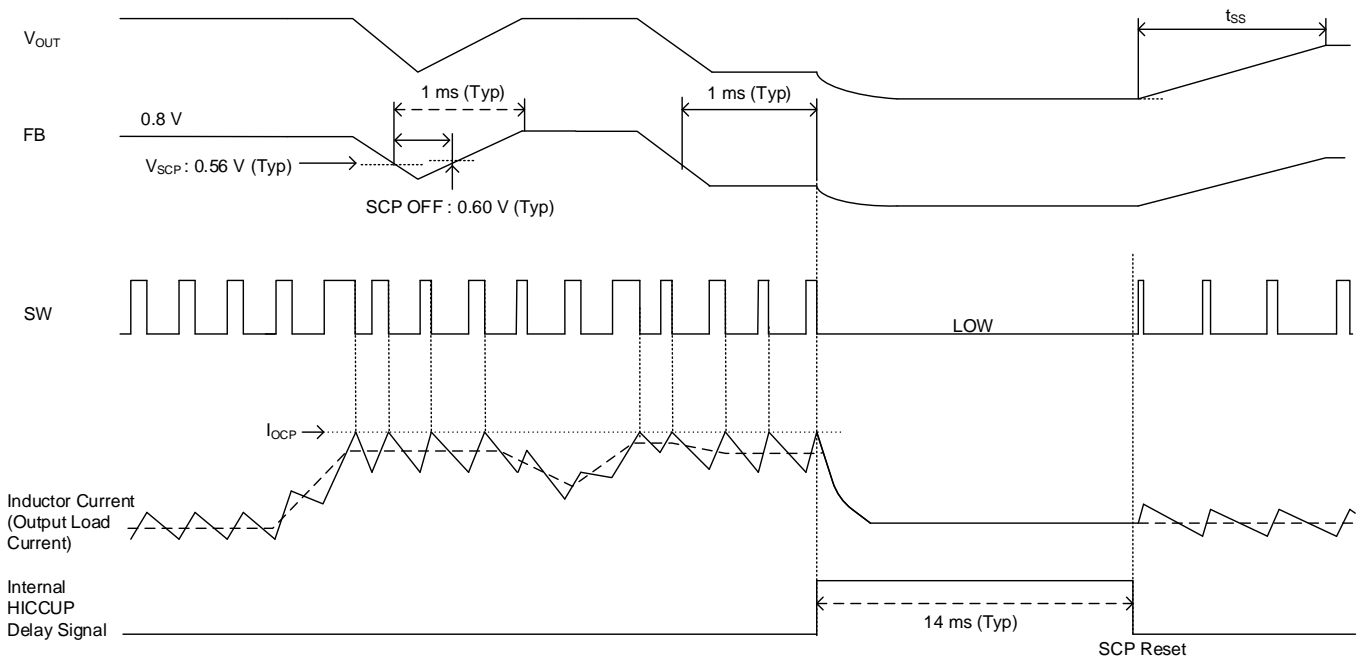 tSS
VOUT
1 ms (Typ)
1 ms (Typ)
0.8 V
FB
VSCP : 0.56 V (Typ)
SCP OFF : 0.60 V (Typ)
SW
LOW
IOCP
Inductor Current
(Output Load
Current)
Internal
HICCUP
Delay Signal
14 ms (Typ)
SCP Reset